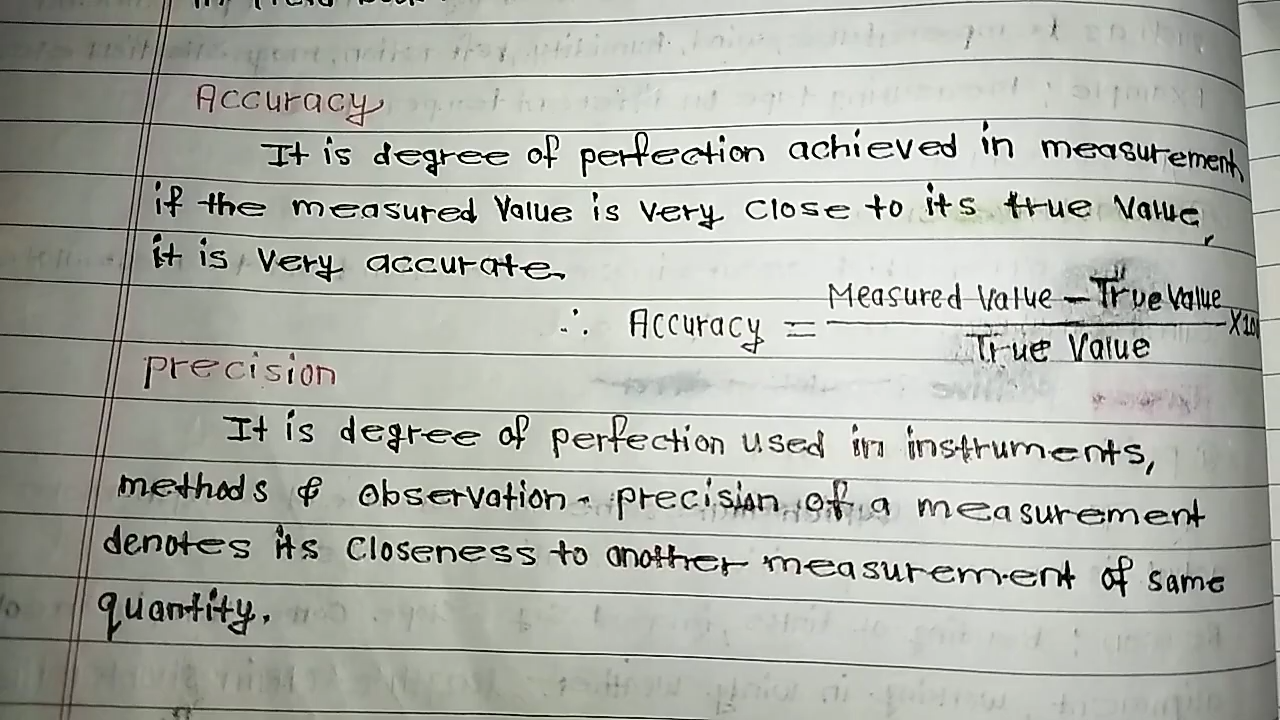 Accuracy
It is degree of perfection achieved in measurement,
if the measured value is very close to its true value,
it is very accurate.
∴ Accuracy = (Measured value – True value) / True value ×100
precision
It is degree of perfection used in instruments,
methods & observation. precision of a measurement
denotes its closeness to another measurement of same
quantity.